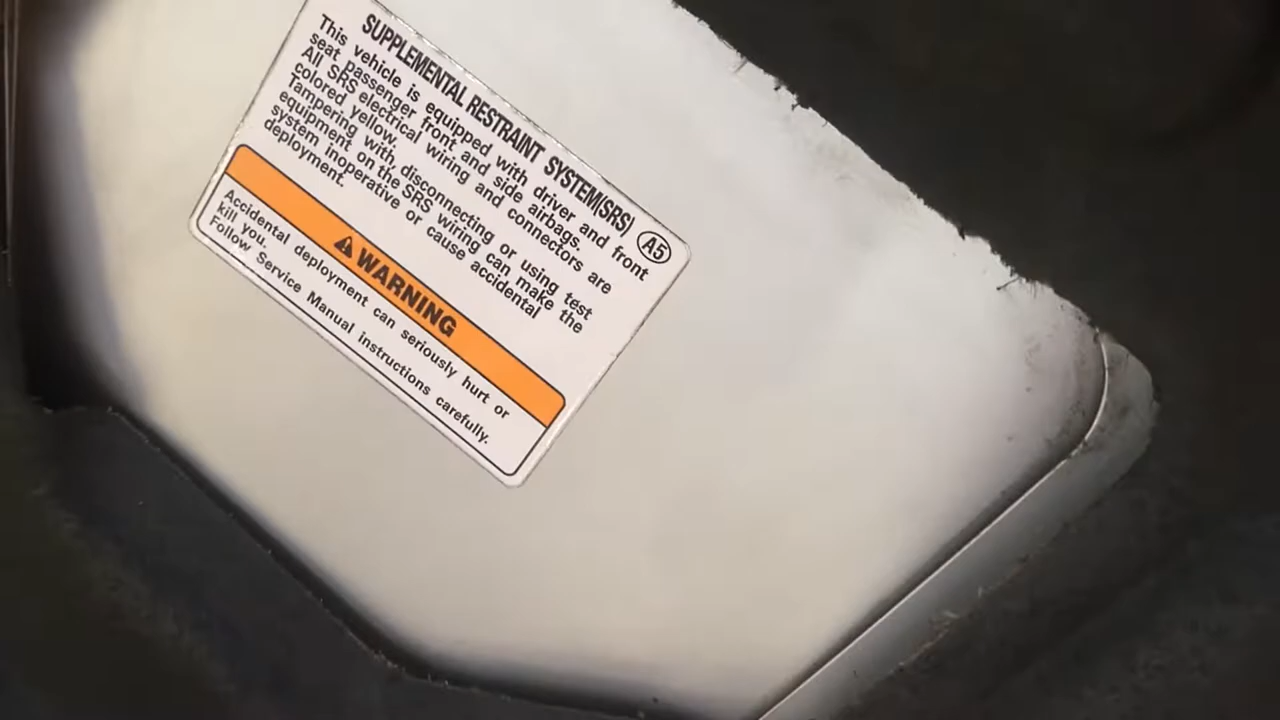 SUPPLEMENTAL RESTRAINT SYSTEM(SRS) A5
This vehicle is equipped with driver and front
seat passenger front and side airbags.
All SRS electrical wiring and connectors are
colored yellow.
Tampering with, disconnecting or using test
equipment on the SRS wiring can make the
system inoperative or cause accidental
deployment.
WARNING
Accidental deployment can seriously hurt or
kill you.
Follow Service Manual instructions carefully.